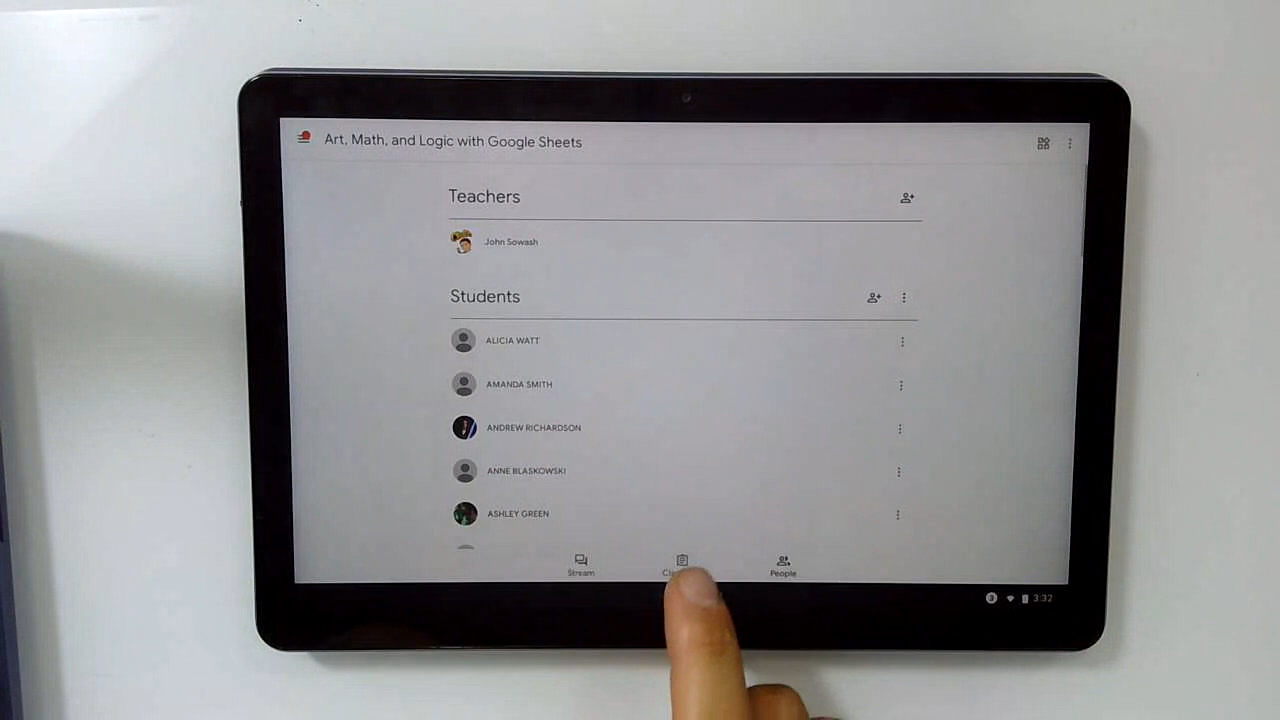 Art, Math, and Logic with Google Sheets
Teachers
John Sowash
Students
ALICIA WATT
AMANDA SMITH
ANDREW RICHARDSON
ANNE BLASKOWSKI
ASHLEY GREEN
Stream
People
3 3:32